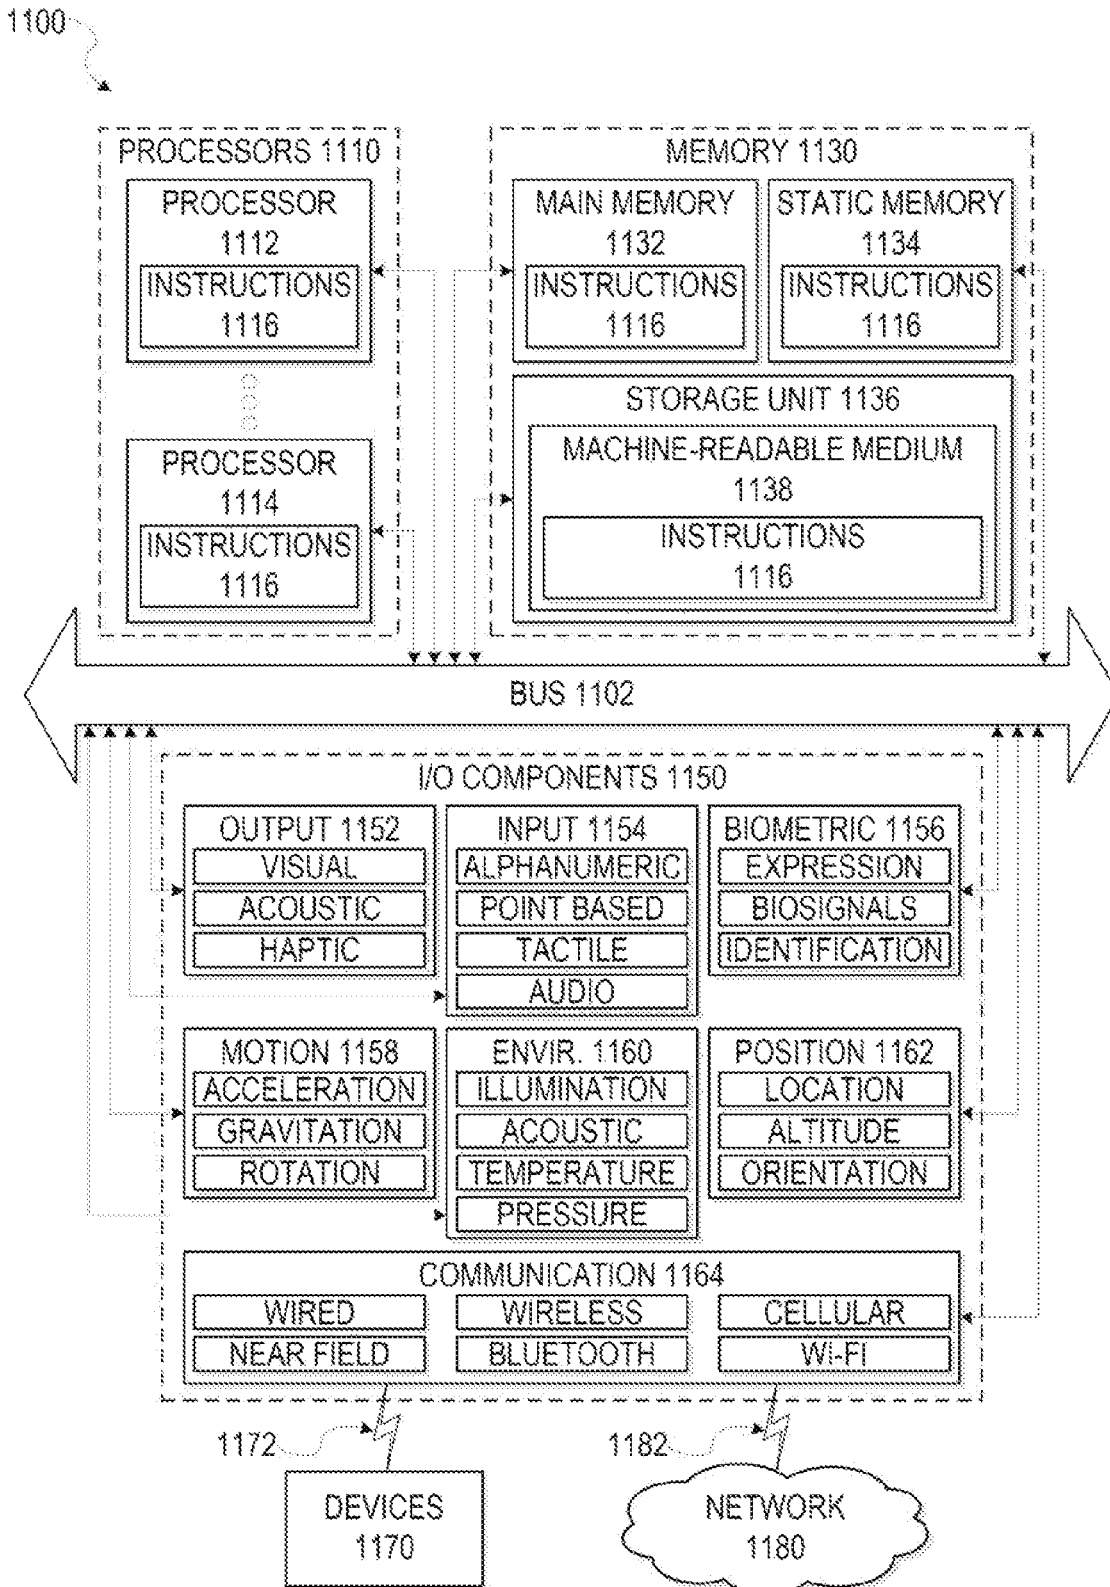 1100
PROCESSORS 1110
PROCESSOR
1112
INSTRUCTIONS
1116
PROCESSOR
1114
INSTRUCTIONS
1116
MEMORY 1130
MAIN MEMORY
1132
INSTRUCTIONS
1116
STATIC MEMORY
1134
INSTRUCTIONS
1116
STORAGE UNIT 1136
MACHINE-READABLE MEDIUM
1138
INSTRUCTIONS
1116
BUS 1102
I/O COMPONENTS 1150
OUTPUT 1152
VISUAL
ACOUSTIC
HAPTIC
INPUT 1154
ALPHANUMERIC
POINT BASED
TACTILE
AUDIO
BIOMETRIC 1156
EXPRESSION
BIOSIGNALS
IDENTIFICATION
MOTION 1158
ACCELERATION
GRAVITATION
ROTATION
ENVIR. 1160
ILLUMINATION
ACOUSTIC
TEMPERATURE
PRESSURE
POSITION 1162
LOCATION
ALTITUDE
ORIENTATION
COMMUNICATION 1164
WIRED
WIRELESS
CELLULAR
NEAR FIELD
BLUETOOTH
WI-FI
1172
1182
DEVICES
1170
NETWORK
1180